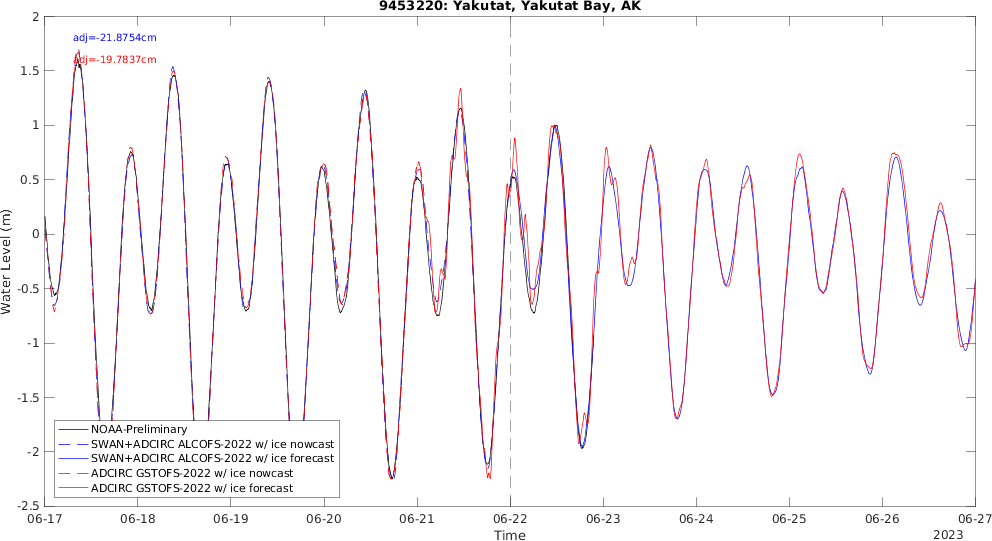 9453220: Yakutat, Yakutat Bay, AK
adj=-21.8754cm
adj=-19.7837cm
2
1.5
1
0.5
0
-0.5
-1
-1.5
-2
-2.5
Water Level (m)
NOAA-Preliminary
SWAN+ADCIRC ALCOFS-2022 w/ ice nowcast
SWAN+ADCIRC ALCOFS-2022 w/ ice forecast
ADCIRC GSTOFS-2022 w/ ice nowcast
ADCIRC GSTOFS-2022 w/ ice forecast
06-17 06-18 06-19 06-20 06-21 06-22 06-23 06-24 06-25 06-26 06-27
Time
2023